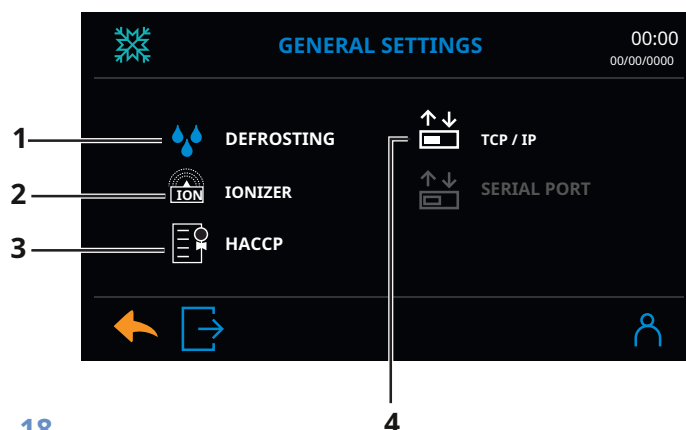 GENERAL SETTINGS
00:00
00/00/0000
1
DEFROSTING
TCP / IP
2
ION
IONIZER
SERIAL PORT
3
HACCP
18
4